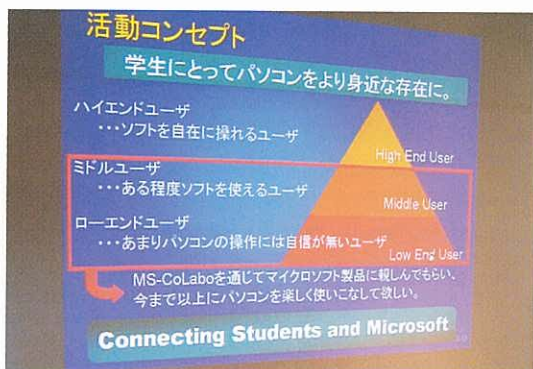 活動コンセプト
学生にとってパソコンをより身近な存在に。
ハイエンドユーザ
・・・ソフトを自在に操れるユーザ
High End User
ミドルユーザ
・・・ある程度ソフトを使えるユーザ
Middle User
ローエンドユーザ
・・・あまりパソコンの操作には自信が無いユーザ
Low End User
MS-CoLaboを通じてマイクロソフト製品に親しんでもらい、
今まで以上にパソコンを楽しく使いこなして欲しい。
Connecting Students and Microsoft